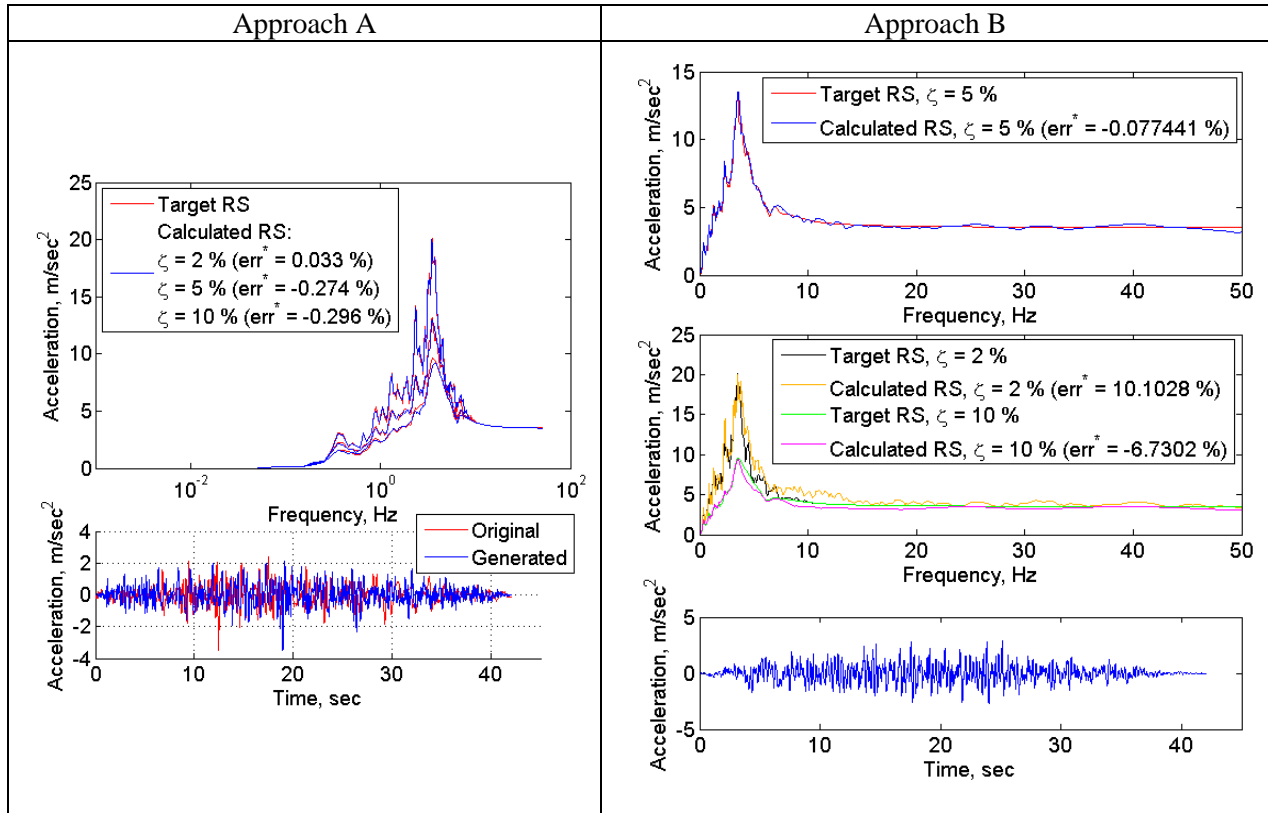 Approach A
Approach B
Acceleration, m/sec²
25
20
15
10
5
0
Target RS
Calculated RS:
ζ = 2 % (err* = 0.033 %)
ζ = 5 % (err* = -0.274 %)
ζ = 10 % (err* = -0.296 %)
10⁻²
10⁰
10²
Frequency, Hz
Acceleration, m/sec²
4
2
0
-2
-4
Original
Generated
0
10
20
30
40
Time, sec
Acceleration, m/sec²
15
10
5
0
Target RS, ζ = 5 %
Calculated RS, ζ = 5 % (err* = -0.077441 %)
0
10
20
30
40
50
Frequency, Hz
Acceleration, m/sec²
25
20
15
10
5
0
Target RS, ζ = 2 %
Calculated RS, ζ = 2 % (err* = 10.1028 %)
Target RS, ζ = 10 %
Calculated RS, ζ = 10 % (err* = -6.7302 %)
0
10
20
30
40
50
Frequency, Hz
Acceleration, m/sec²
5
0
-5
0
10
20
30
40
Time, sec